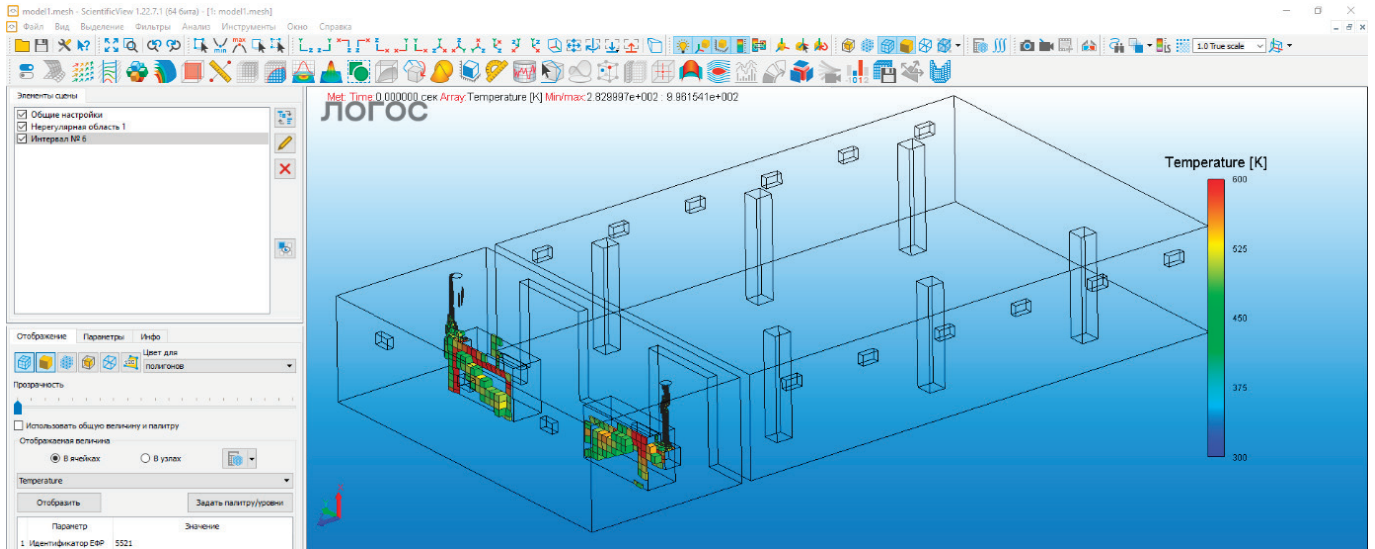 model1.mesh - ScientificView 1.22.7.1 (64 бита) - [1: model1.mesh]
Файл Вид Выделение Фильтры Анализ Инструменты Окно Справка
1.0 True scale
Элементы сцены
Общие настройки
Нерегулярная область 1
Интервал № 6
Met: Time:0.000000 сек Array:Temperature [K] Min/max:2.829997e+002 : 9.961541e+002
ЛОГОС
Temperature [K]
600
525
450
375
300
Отображение Параметры Инфо
Цвет для
полигонов
Прозрачность
Использовать общую величину и палитру
Отображаемая величина
В ячейках В узлах
Temperature
Отобразить Задать палитру/уровни
Параметр Значение
1 Идентификатор ЕФР 5521